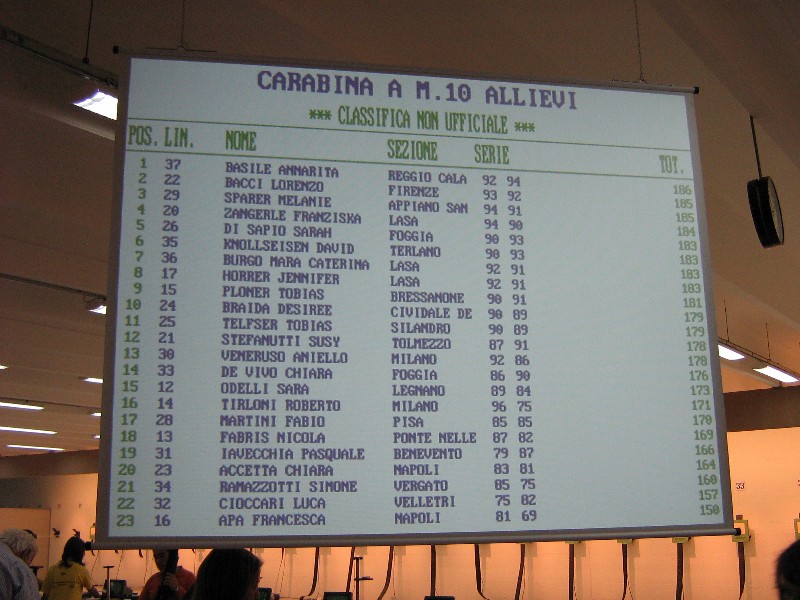 CARABINA A M.10 ALLIEVI
*** CLASSIFICA NON UFFICIALE ***
POS. LIN. NOME SEZIONE SERIE TOT.
1 37 BASILE ANNARITA REGGIO CALA 92 94 186
2 22 BACCI LORENZO FIRENZE 93 92 185
3 29 SPARER MELANIE APPIANO SAN 94 91 185
4 20 ZANGERLE FRANZISKA LASA 94 90 184
5 26 DI SAPIO SARAH FOGGIA 90 93 183
6 35 KNOLLSEISEN DAVID TERLANO 90 93 183
7 36 BURGO MARA CATERINA LASA 92 91 183
8 17 HORRER JENNIFER LASA 92 91 183
9 15 PLONER TOBIAS BRESSANONE 90 91 181
10 24 BRAIDA DESIREE CIVIDALE DE 90 89 179
11 25 TELFSER TOBIAS SILANDRO 90 89 179
12 21 STEFANUTTI SUSY TOLMEZZO 87 91 178
13 30 VENERUSO ANIELLO MILANO 92 86 178
14 33 DE VIVO CHIARA FOGGIA 86 90 176
15 12 ODELLI SARA LEGNANO 89 84 173
16 14 TIRLONI ROBERTO MILANO 96 75 171
17 28 MARTINI FABIO PISA 85 85 170
18 13 FABRIS NICOLA PONTE NELLE 87 82 169
19 31 IAVECCHIA PASQUALE BENEVENTO 79 87 166
20 23 ACCETTA CHIARA NAPOLI 83 81 164
21 34 RAMAZZOTTI SIMONE VERGATO 85 75 160
22 32 CIOCCARI LUCA VELLETRI 75 82 157
23 16 APA FRANCESCA NAPOLI 81 69 150
33